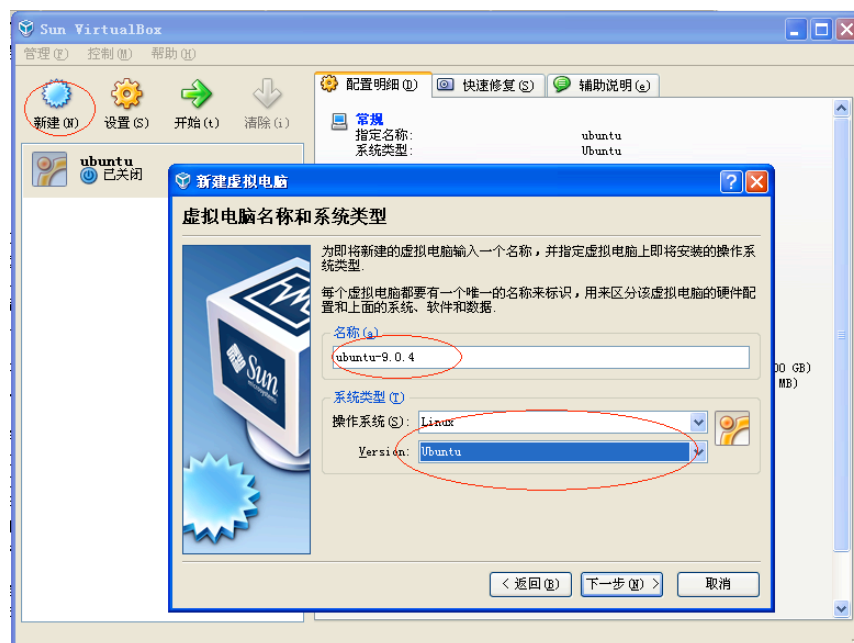 Sun VirtualBox
管理(F) 控制(M) 帮助(H)
新建(N) 设置(S) 开始(t) 清除(i)
配置明细(D) 快速修复(S) 辅助说明(e)
ubuntu
已关闭
常规
指定名称: ubuntu
系统类型: Ubuntu
新建虚拟电脑
虚拟电脑名称和系统类型
为即将新建的虚拟电脑输入一个名称，并指定虚拟电脑上即将安装的操作系
统类型.
每个虚拟电脑都要有一个唯一的名称来标识，用来区分该虚拟电脑的硬件配
置和上面的系统、软件和数据.
名称(a)
ubuntu-9.0.4
系统类型(T)
操作系统(S): Linux
Version: Ubuntu
Sun
microsystems
00 GB)
MB)
< 返回(B) 下一步(N) > 取消